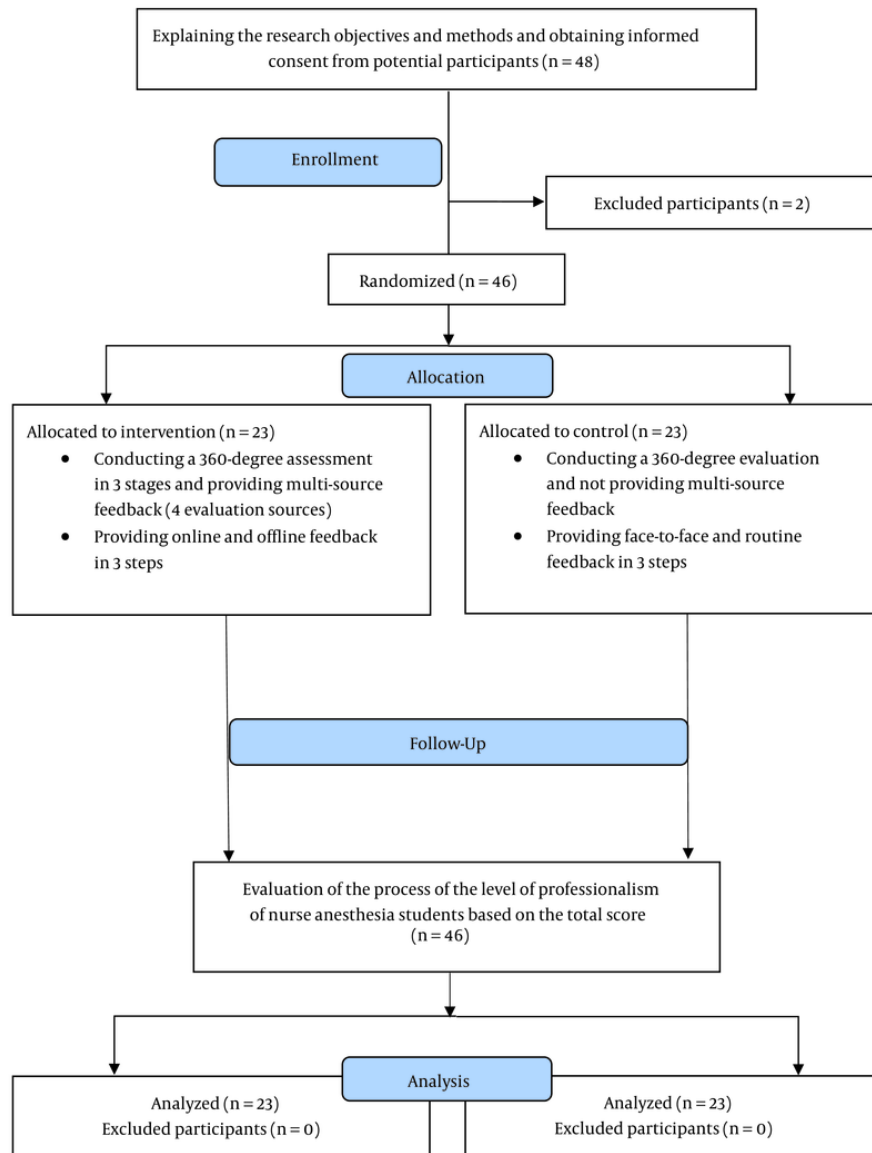 Explaining the research objectives and methods and obtaining informed
consent from potential participants (n = 48)
Enrollment
Excluded participants (n = 2)
Randomized (n = 46)
Allocation
Allocated to intervention (n = 23)
• Conducting a 360-degree assessment
in 3 stages and providing multi-source
feedback (4 evaluation sources)
• Providing online and offline feedback
in 3 steps
Allocated to control (n = 23)
• Conducting a 360-degree evaluation
and not providing multi-source
feedback
• Providing face-to-face and routine
feedback in 3 steps
Follow-Up
Evaluation of the process of the level of professionalism
of nurse anesthesia students based on the total score
(n = 46)
Analysis
Analyzed (n = 23)
Excluded participants (n = 0)
Analyzed (n = 23)
Excluded participants (n = 0)